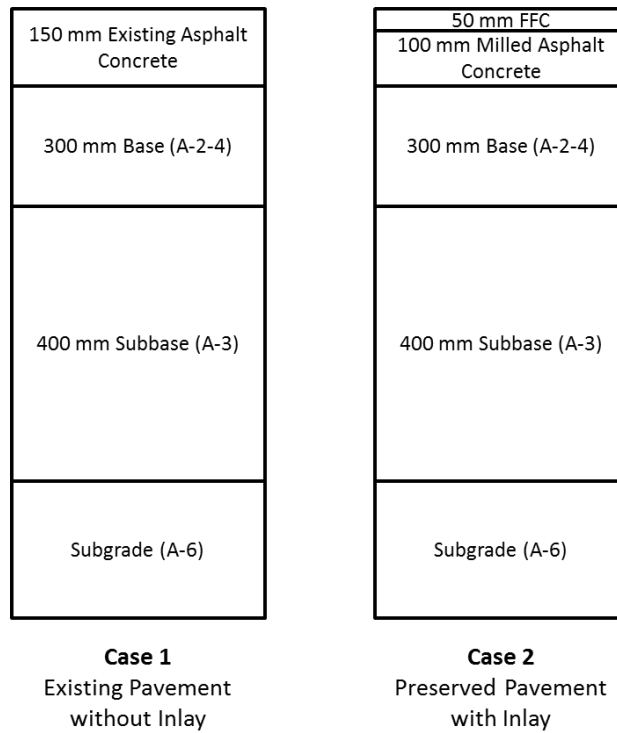 150 mm Existing Asphalt
Concrete
300 mm Base (A-2-4)
400 mm Subbase (A-3)
Subgrade (A-6)
Case 1
Existing Pavement
without Inlay
50 mm FFC
100 mm Milled Asphalt
Concrete
300 mm Base (A-2-4)
400 mm Subbase (A-3)
Subgrade (A-6)
Case 2
Preserved Pavement
with Inlay